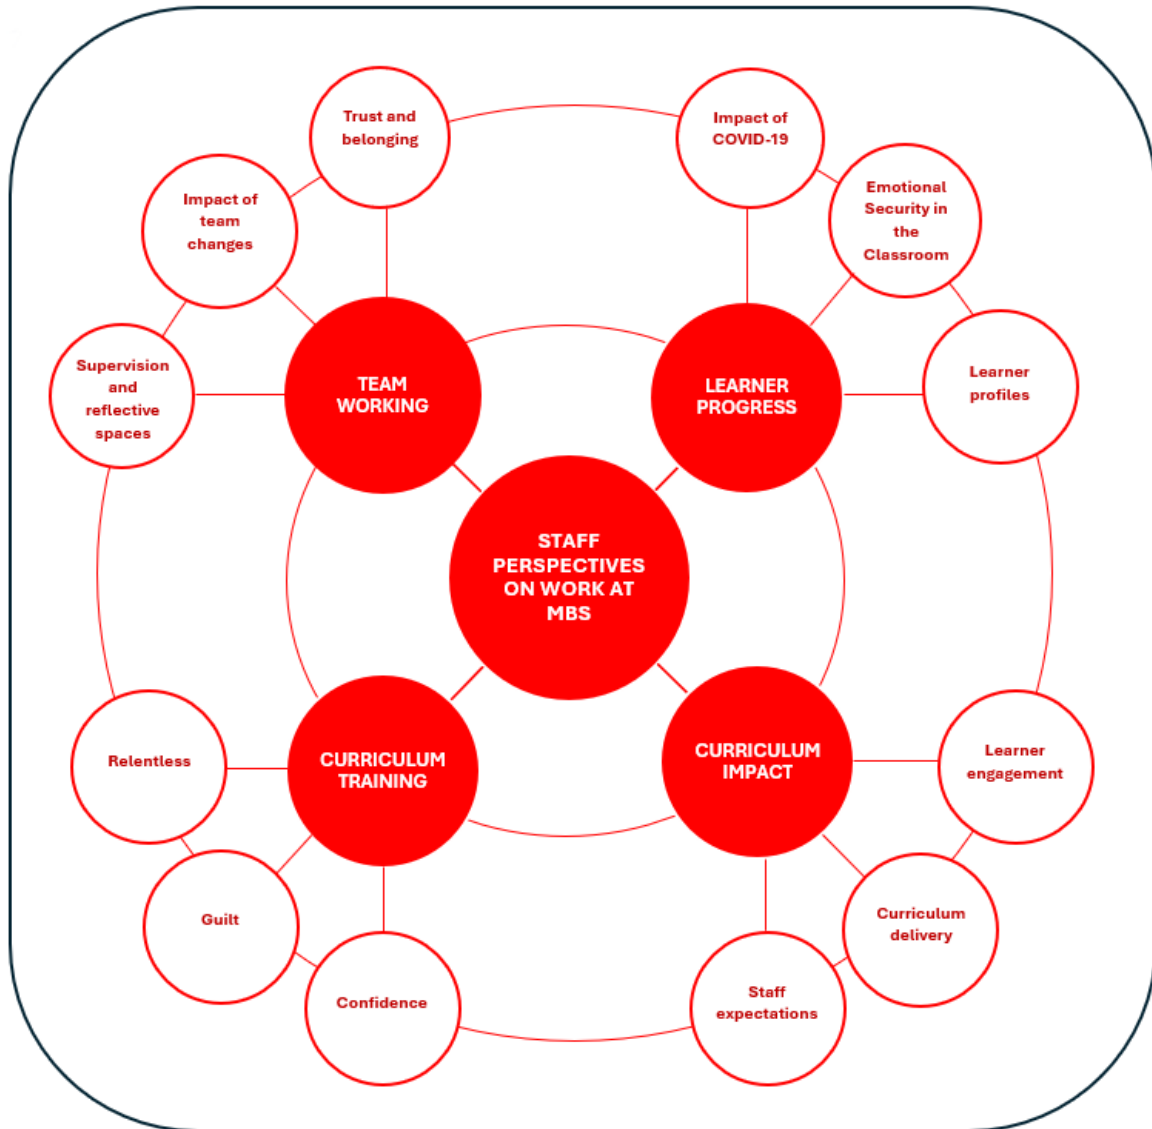 Trust and
belonging
Impact of
COVID-19
Impact of
team
changes
Emotional
Security in
the
Classroom
Supervision
and
reflective
spaces
TEAM
WORKING
LEARNER
PROGRESS
Learner
profiles
STAFF
PERSPECTIVES
ON WORK AT
MBS
Relentless
CURRICULUM
TRAINING
CURRICULUM
IMPACT
Learner
engagement
Guilt
Curriculum
delivery
Confidence
Staff
expectations